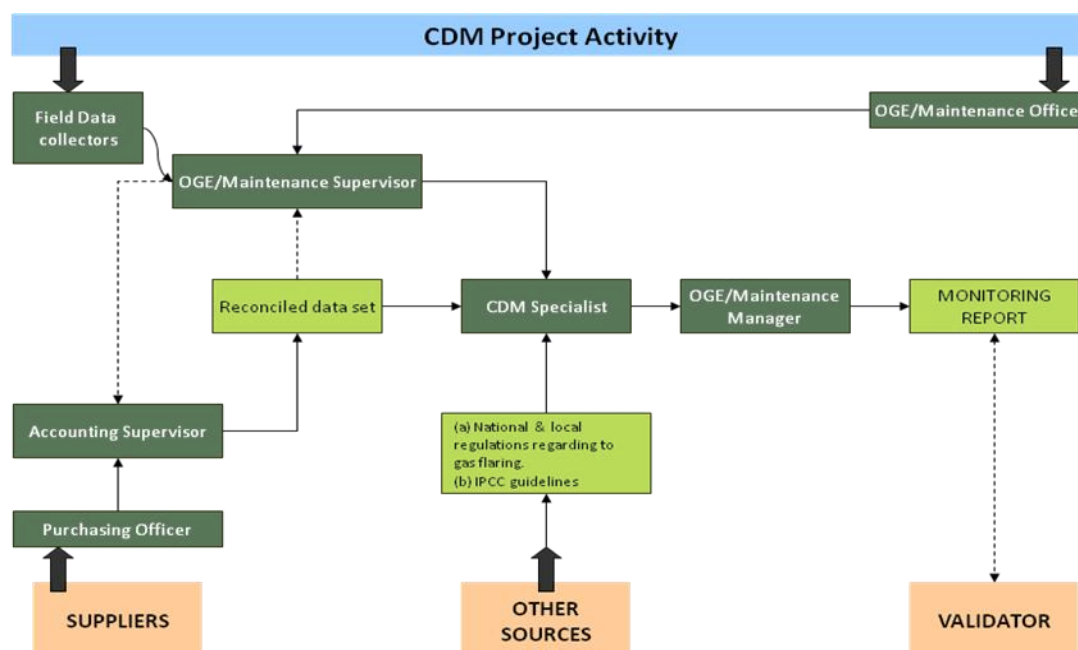 CDM Project Activity
Field Data
collectors
OGE/Maintenance Office
OGE/Maintenance Supervisor
Reconciled data set
CDM Specialist
OGE/Maintenance
Manager
MONITORING
REPORT
Accounting Supervisor
(a) National & local
regulations regarding to
gas flaring.
(b) IPCC guidelines
Purchasing Officer
SUPPLIERS
OTHER
SOURCES
VALIDATOR